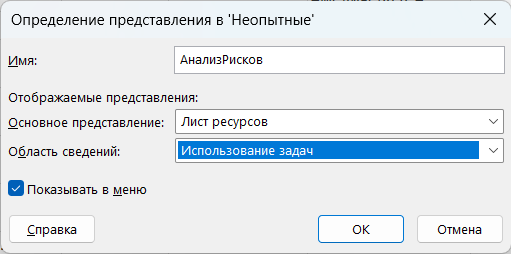 Определение представления в 'Неопытные'
Имя:
АнализРисков
Отображаемые представления:
Основное представление:
Лист ресурсов
Область сведений:
Использование задач
Показывать в меню
Справка
ОК
Отмена